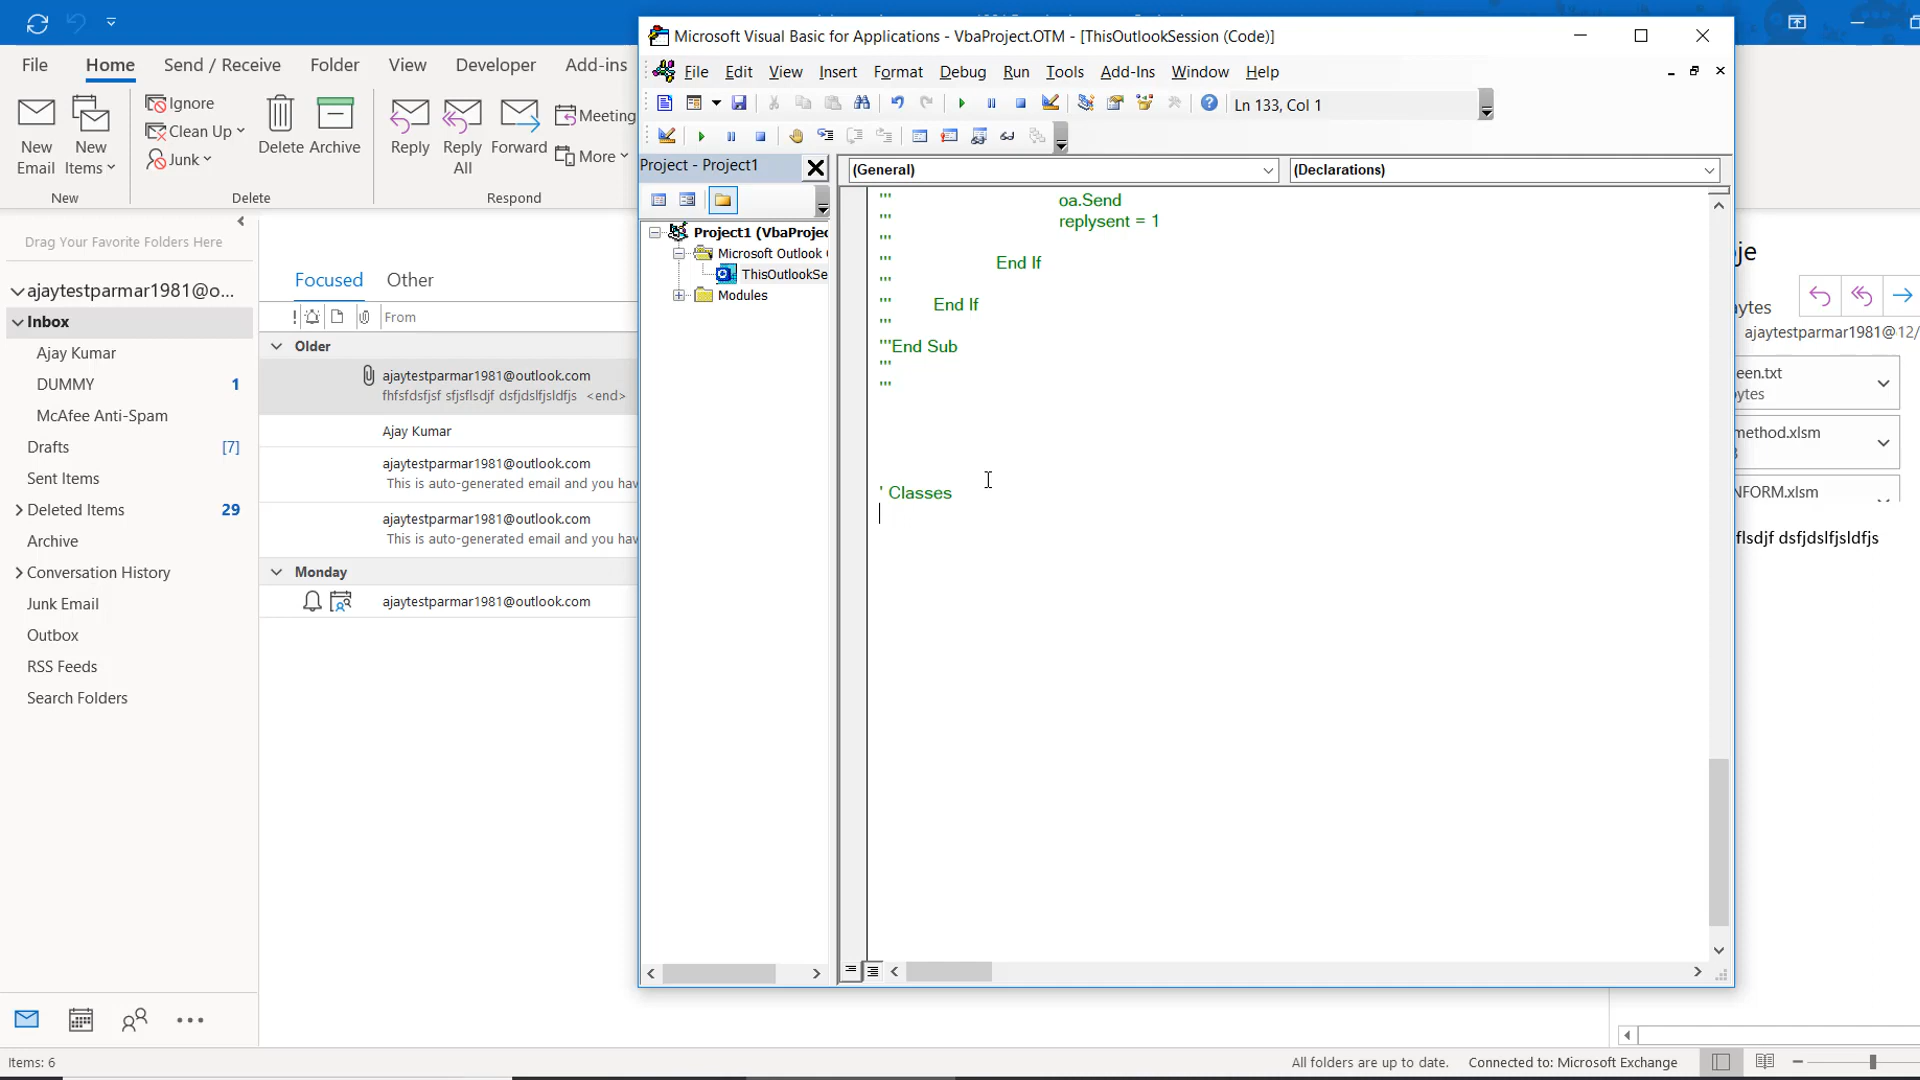 Microsoft Visual Basic for Applications - VbaProject.OTM - [ThisOutlookSession (Code)]
File Home Send / Receive Folder View Developer Add-ins
File Edit View Insert Format Debug Run Tools Add-Ins Window Help
Ln 133, Col 1
New Email
New Items
Ignore
Clean Up
Junk
Delete
Archive
Reply
Reply All
Forward
Meeting
More
New
Delete
Respond
Project - Project1
(General)
(Declarations)
Project1 (VbaProjec
Microsoft Outlook
ThisOutlookSe
Modules
''' oa.Send
''' replysent = 1
'''
''' End If
'''
''' End If
'''
'''End Sub
'''
'''
' Classes
Drag Your Favorite Folders Here
ajaytestparmar1981@o...
Inbox
Ajay Kumar
DUMMY 1
McAfee Anti-Spam
Drafts [7]
Sent Items
Deleted Items 29
Archive
Conversation History
Junk Email
Outbox
RSS Feeds
Search Folders
Focused Other
! From
Older
ajaytestparmar1981@outlook.com
fhfsfdsfjsf sfjsflsdjf dsfjdslfjsldfjs <end>
Ajay Kumar
ajaytestparmar1981@outlook.com
This is auto-generated email and you hav
ajaytestparmar1981@outlook.com
This is auto-generated email and you hav
Monday
ajaytestparmar1981@outlook.com
je
ytes
ajaytestparmar1981@ 12/
een.txt
ytes
method.xlsm
NFORM.xlsm
flsdjf dsfjdslfjsldfjs
Items: 6
All folders are up to date.
Connected to: Microsoft Exchange